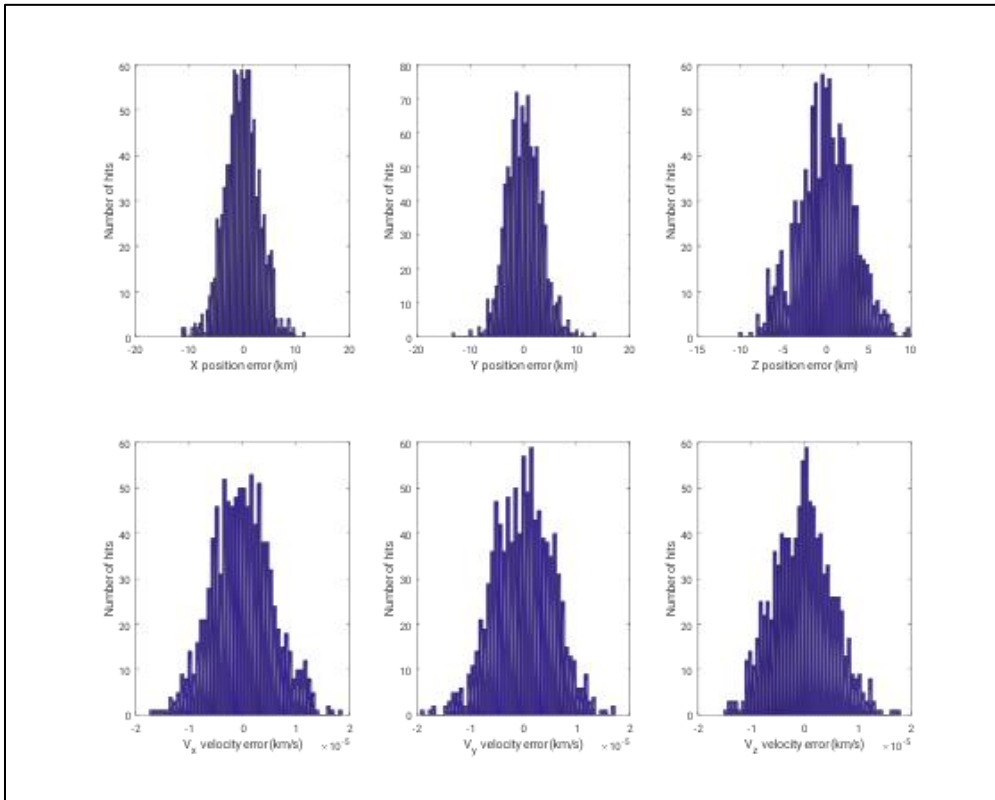 60
50
40
30
20
10
0
-20 -10 0 10 20
Number of hits
X position error (km)
80
70
60
50
40
30
20
10
0
-20 -10 0 10 20
Number of hits
Y position error (km)
60
50
40
30
20
10
0
-15 -10 -5 0 5 10
Number of hits
Z position error (km)
60
50
40
30
20
10
0
-2 -1 0 1 2
Number of hits
Vx velocity error (km/s) ×10-5
60
50
40
30
20
10
0
-2 -1 0 1 2
Number of hits
Vy velocity error (km/s) ×10-5
60
50
40
30
20
10
0
-2 -1 0 1 2
Number of hits
Vz velocity error (km/s) ×10-5